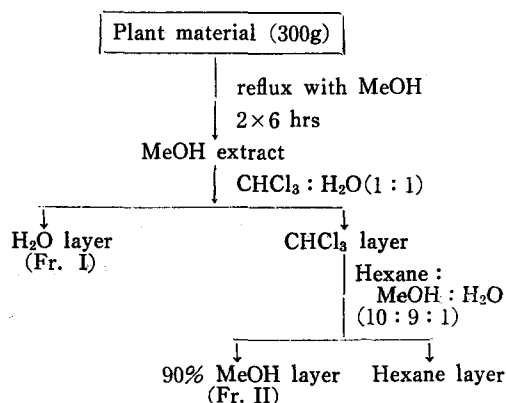 Plant material (300g)
reflux with MeOH
2×6 hrs
MeOH extract
CHCl₃ : H₂O(1 : 1)
H₂O layer
(Fr. I)
CHCl₃ layer
Hexane :
MeOH : H₂O
(10 : 9 : 1)
90% MeOH layer
(Fr. II)
Hexane layer